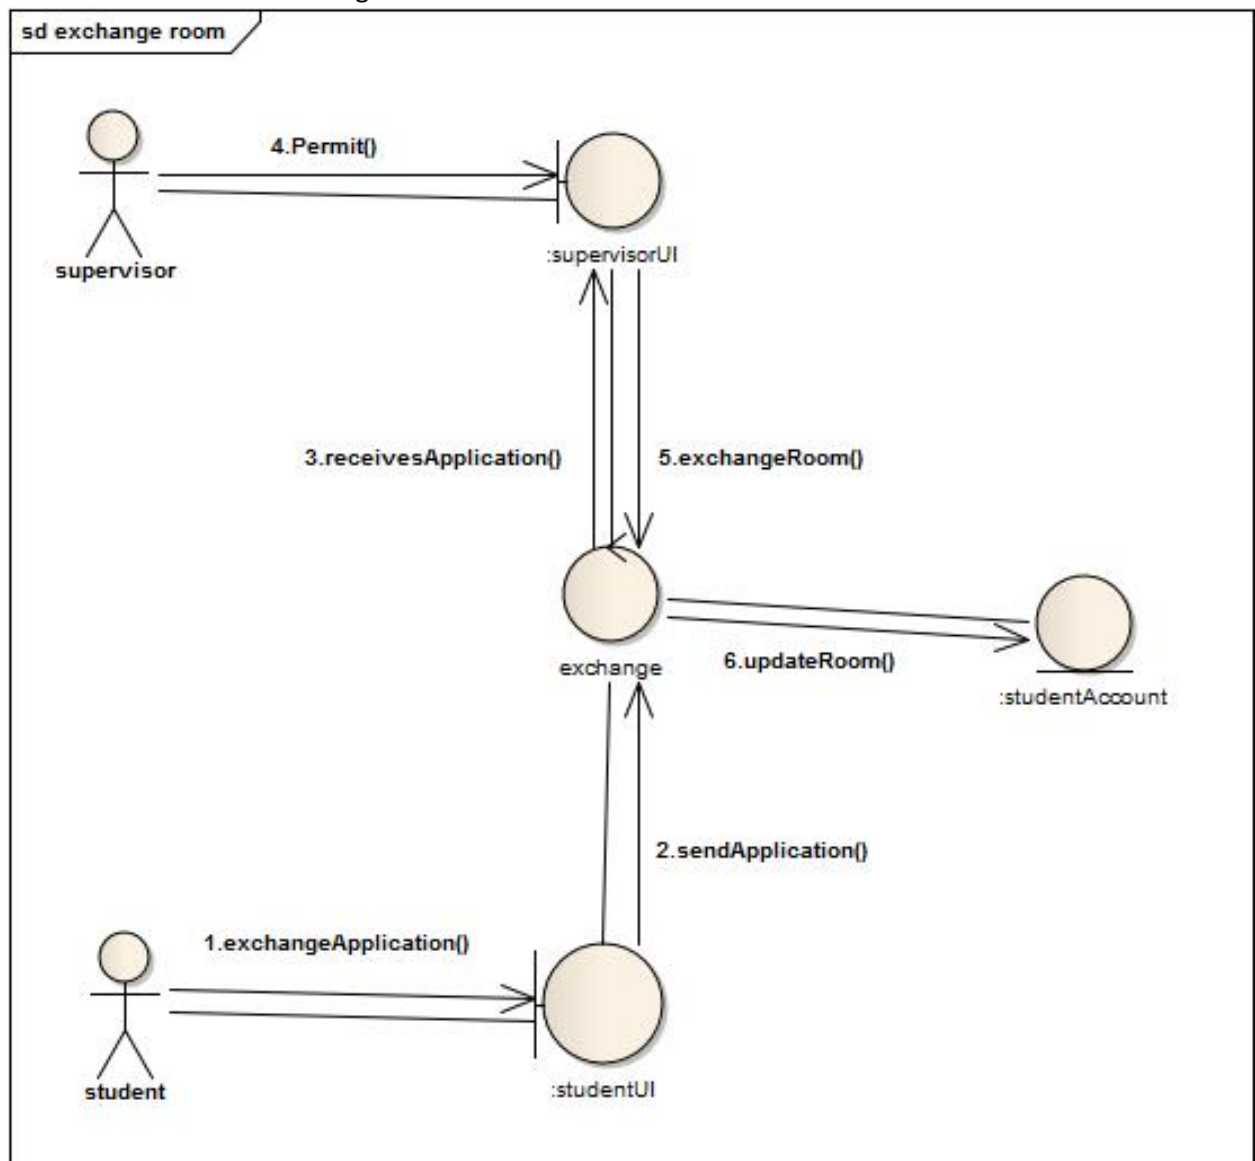 sd exchange room
4.Permit()
:supervisorUI
supervisor
3.receivesApplication()
5.exchangeRoom()
exchange
6.updateRoom()
:studentAccount
2.sendApplication()
1.exchangeApplication()
:studentUI
student